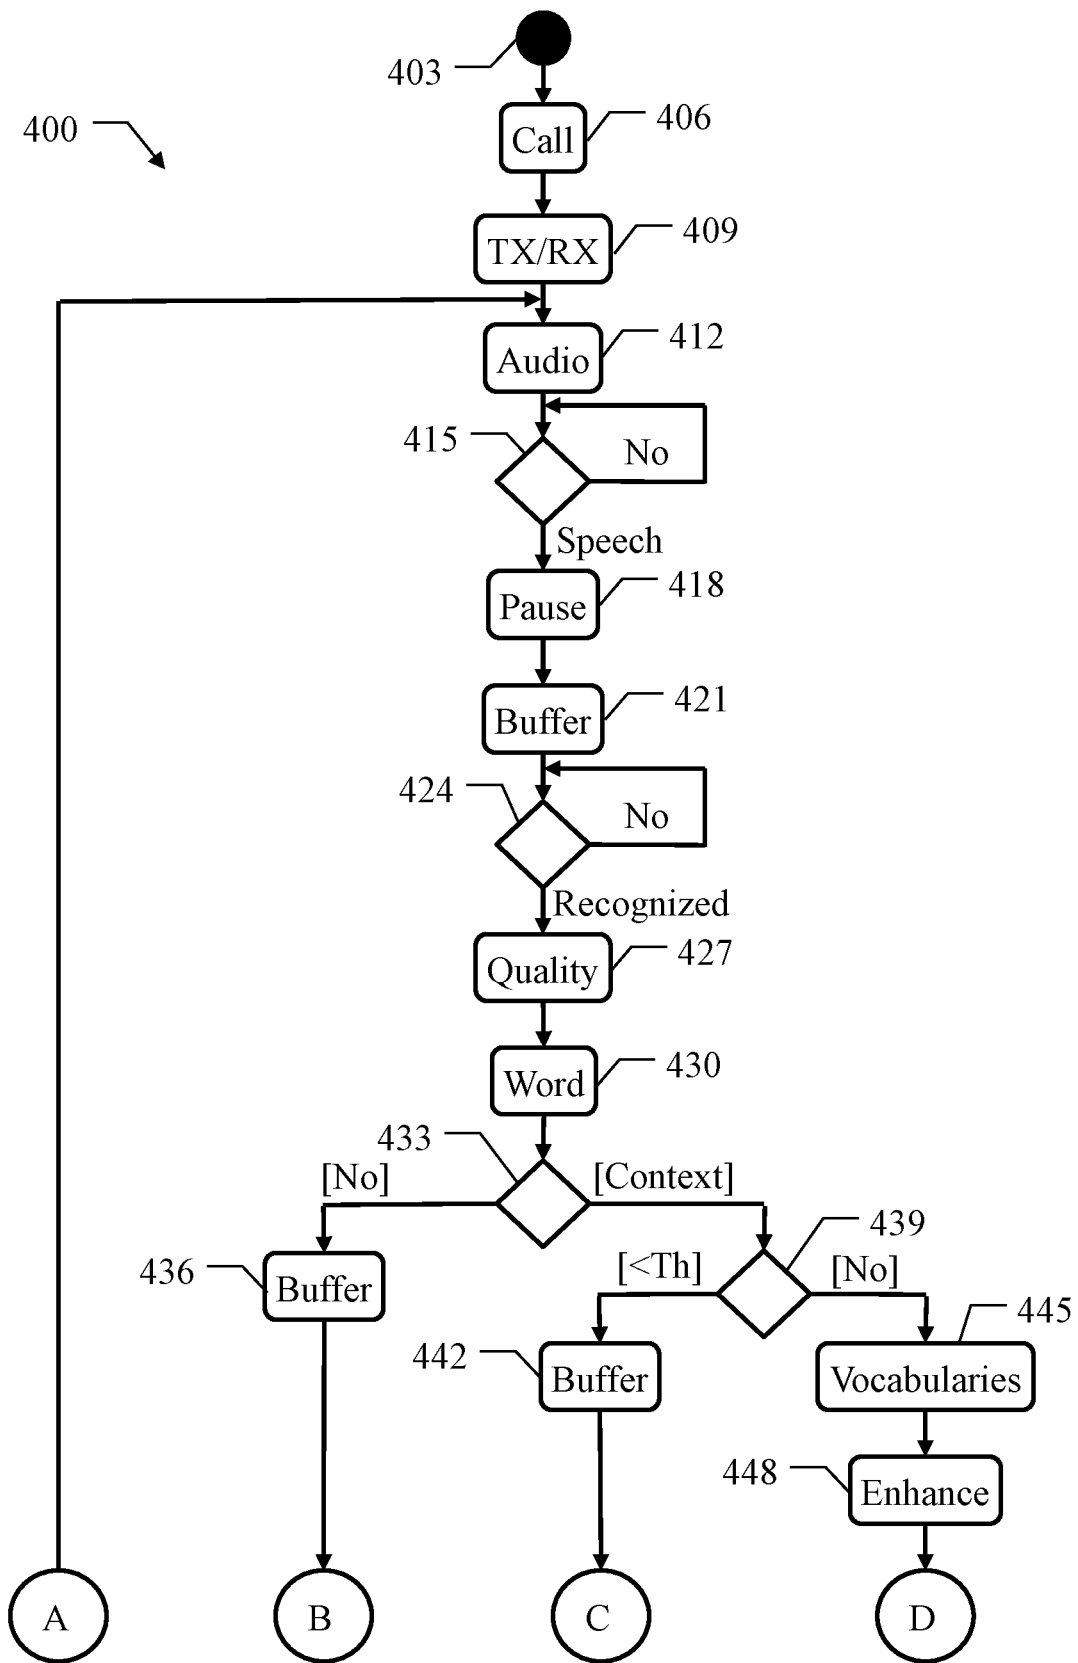 403
400
406
Call
409
TX/RX
412
Audio
415
No
Speech
418
Pause
421
Buffer
424
No
Recognized
427
Quality
430
Word
433
[No]
[Context]
439
436
Buffer
[<Th]
[No]
445
442
Buffer
Vocabularies
448
Enhance
A
B
C
D